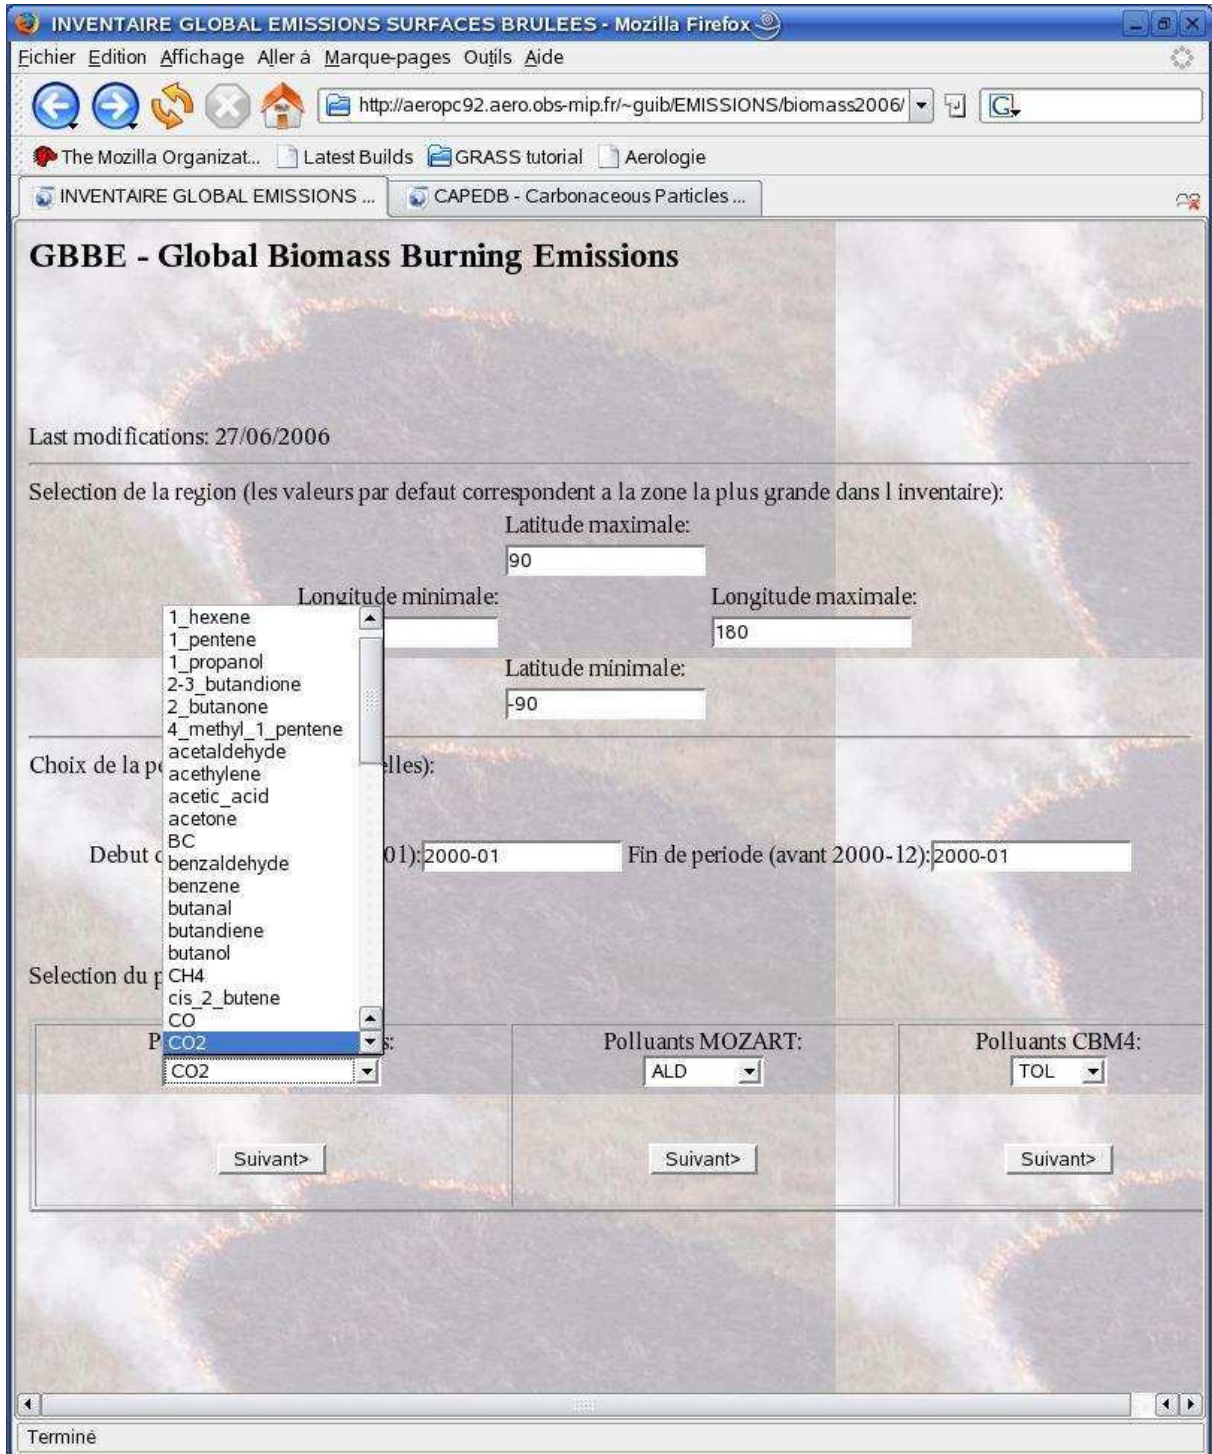 INVENTAIRE GLOBAL EMISSIONS SURFACES BRULEES - Mozilla Firefox
Fichier Edition Affichage Aller à Marque-pages Outils Aide
http://aeropc92.aero.obs-mip.fr/~guib/EMISSIONS/biomass2006/
The Mozilla Organizat... Latest Builds GRASS tutorial Aerologie
INVENTAIRE GLOBAL EMISSIONS ... CAPEDB - Carbonaceous Particles ...
GBBE - Global Biomass Burning Emissions
Last modifications: 27/06/2006
Selection de la region (les valeurs par defaut correspondent a la zone la plus grande dans l inventaire):
Latitude maximale:
90
Longitude minimale: Longitude maximale:
180
Latitude minimale:
-90
Choix de la pé elles):
Debut d 01): 2000-01 Fin de periode (avant 2000-12): 2000-01
Selection du p
1_hexene
1_pentene
1_propanol
2-3_butandione
2_butanone
4_methyl_1_pentene
acetaldehyde
acethylene
acetic_acid
acetone
BC
benzaldehyde
benzene
butanal
butandiene
butanol
CH4
cis_2_butene
CO
CO2
P s: Polluants MOZART: Polluants CBM4:
CO2 ALD TOL
Suivant> Suivant> Suivant>
Terminé